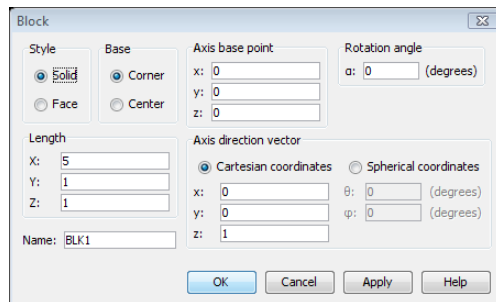 Block
Style
Solid
Face
Base
Corner
Center
Axis base point
x: 0
y: 0
z: 0
Rotation angle
α: 0 (degrees)
Length
X: 5
Y: 1
Z: 1
Name: BLK1
Axis direction vector
Cartesian coordinates
Spherical coordinates
x: 0
y: 0
z: 1
θ: 0 (degrees)
φ: 0 (degrees)
OK
Cancel
Apply
Help